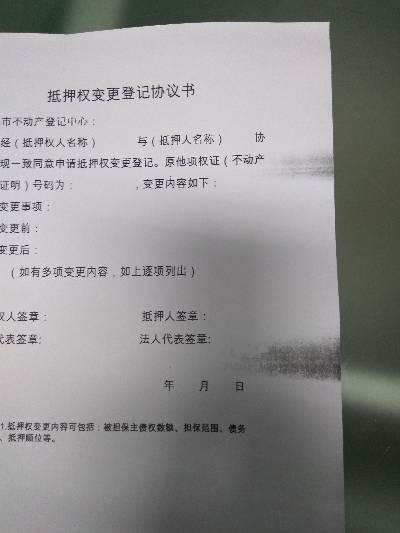 抵押权变更登记协议书
市不动产登记中心：
经（抵押权人名称） 与（抵押人名称） 协
现一致同意申请抵押权变更登记。原他项权证（不动产
证明）号码为： ，变更内容如下：
变更事项：
变更前：
变更后：
（如有多项变更内容，如上逐项列出）
权人签章： 抵押人签章：
代表签章: 法人代表签章:
年 月 日
1.抵押权变更内容可包括：被担保主债权数额、担保范围、债务
、抵押顺位等。